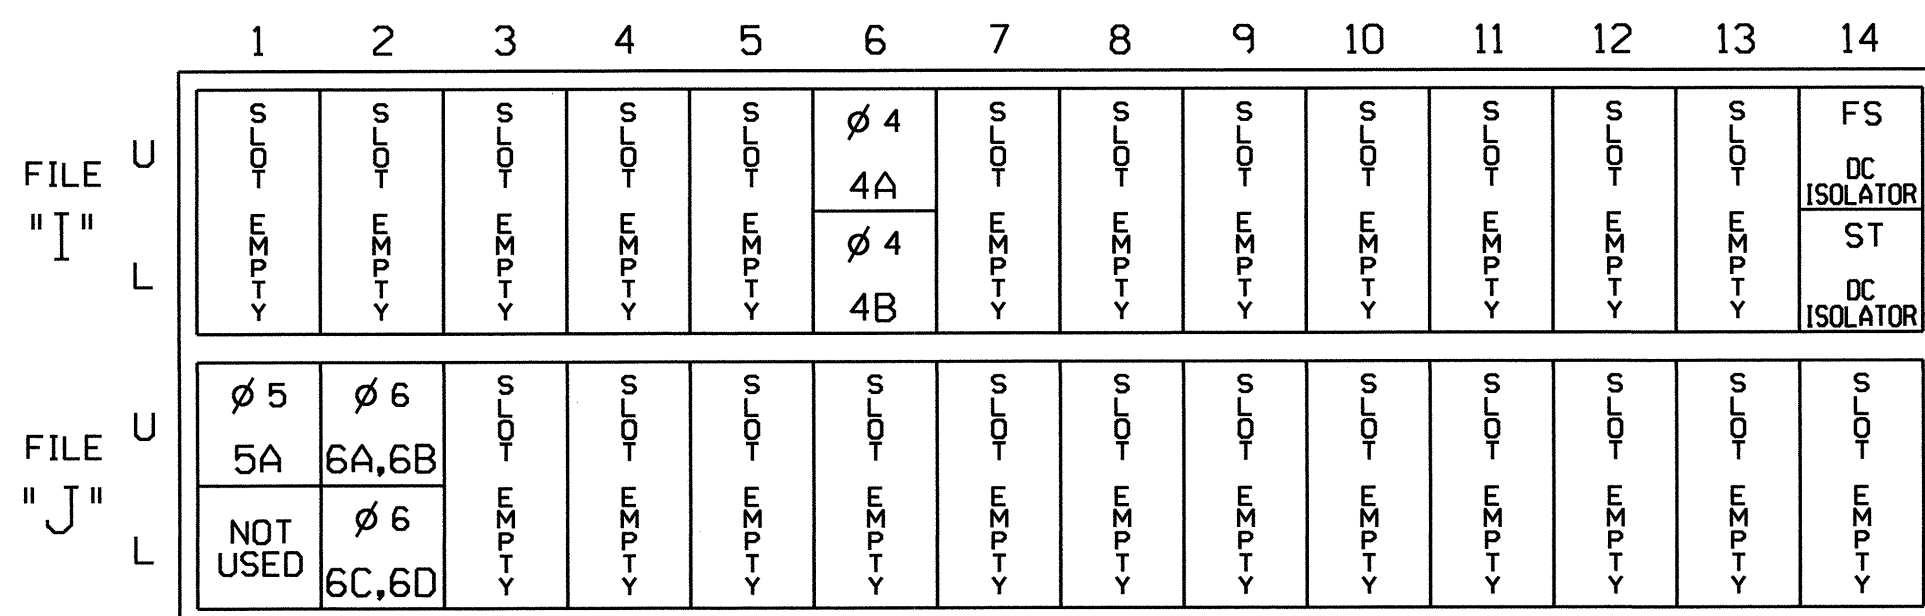 1 2 3 4 5 6 7 8 9 10 11 12 13 14
FILE "I"
U
L
SLOT EMPTY
SLOT EMPTY
SLOT EMPTY
SLOT EMPTY
SLOT EMPTY
Ø 4
4A
Ø 4
4B
SLOT EMPTY
SLOT EMPTY
SLOT EMPTY
SLOT EMPTY
SLOT EMPTY
SLOT EMPTY
SLOT EMPTY
FS
DC
ISOLATOR
ST
DC
ISOLATOR
FILE "J"
U
L
Ø 5
5A
NOT
USED
Ø 6
6A,6B
Ø 6
6C,6D
SLOT EMPTY
SLOT EMPTY
SLOT EMPTY
SLOT EMPTY
SLOT EMPTY
SLOT EMPTY
SLOT EMPTY
SLOT EMPTY
SLOT EMPTY
SLOT EMPTY
SLOT EMPTY
SLOT EMPTY